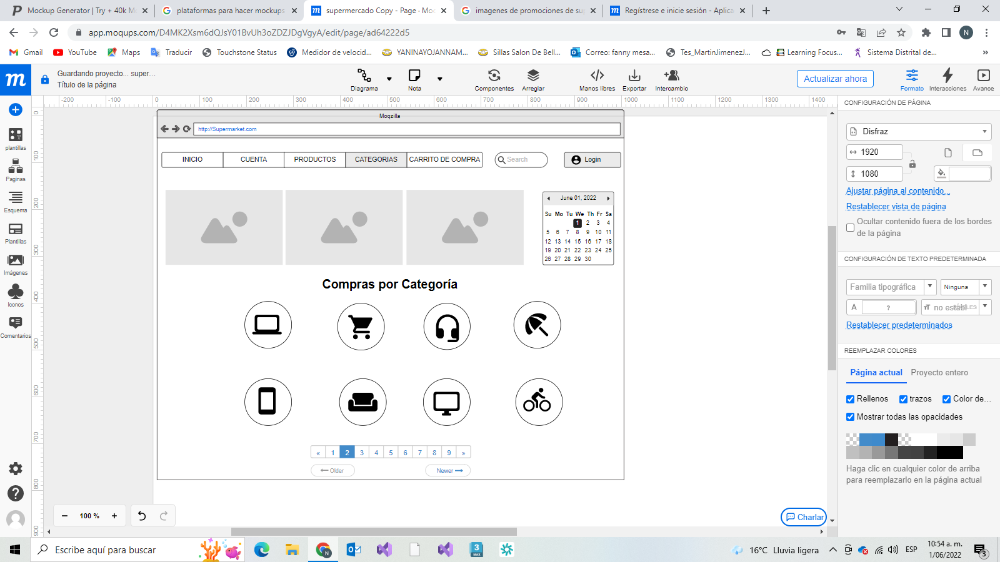 Mockup Generator | Try + 40k M
plataformas para hacer mockups
supermercado Copy - Page · Mo
imagenes de promociones de su
Regístrese e inicie sesión - Aplica
app.moqups.com/D4MK2Xsm6dQJsY01BvUh3oZDZJDgVgyA/edit/page/ad64222d5
N
Gmail
YouTube
Maps
Traducir
Touchstone Status
Medidor de velocid...
YANINAYOJANNAM...
Sillas Salon De Bell...
Correo: fanny mesa...
Tes_MartinJimenezJ...
Learning Focus...
Sistema Distrital de...
»
m
Guardando proyecto... super...
Título de la página
Diagrama
Nota
Componentes
Arreglar
Manos libres
Exportar
Intercambio
Actualizar ahora
Formato
Interacciones
Avance
-200 -100 0 100 200 300 400 500 600 700 800 900 1000 1100 1200 1300 1400
0
100
200
300
400
500
600
700
800
900
plantillas
Paginas
Esquema
Plantillas
Imágenes
Iconos
Comentarios
Moqzilla
http://Supermarket.com
INICIO
CUENTA
PRODUCTOS
CATEGORIAS
CARRITO DE COMPRA
Search
Login
June 01, 2022
Su Mo Tu We Th Fr Sa
1 2 3 4
5 6 7 8 9 10 11
12 13 14 15 16 17 18
19 20 21 22 23 24 25
26 27 28 29 30
Compras por Categoría
« 1 2 3 4 5 6 7 8 9 »
Older
Newer
− 100 % +
Charlar
CONFIGURACIÓN DE PÁGINA
Disfraz
1920
1080
Ajustar página al contenido...
Restablecer vista de página
Ocultar contenido fuera de los bordes
de la página
CONFIGURACIÓN DE TEXTO PREDETERMINADA
Familia tipográfica
Ninguna
A ?
no establ
Restablecer predeterminados
REEMPLAZAR COLORES
Página actual
Proyecto entero
Rellenos
trazos
Color de...
Mostrar todas las opacidades
Haga clic en cualquier color de arriba
para reemplazarlo en la página actual
Escribe aquí para buscar
16°C Lluvia ligera
ESP
10:54 a. m.
1/06/2022
3